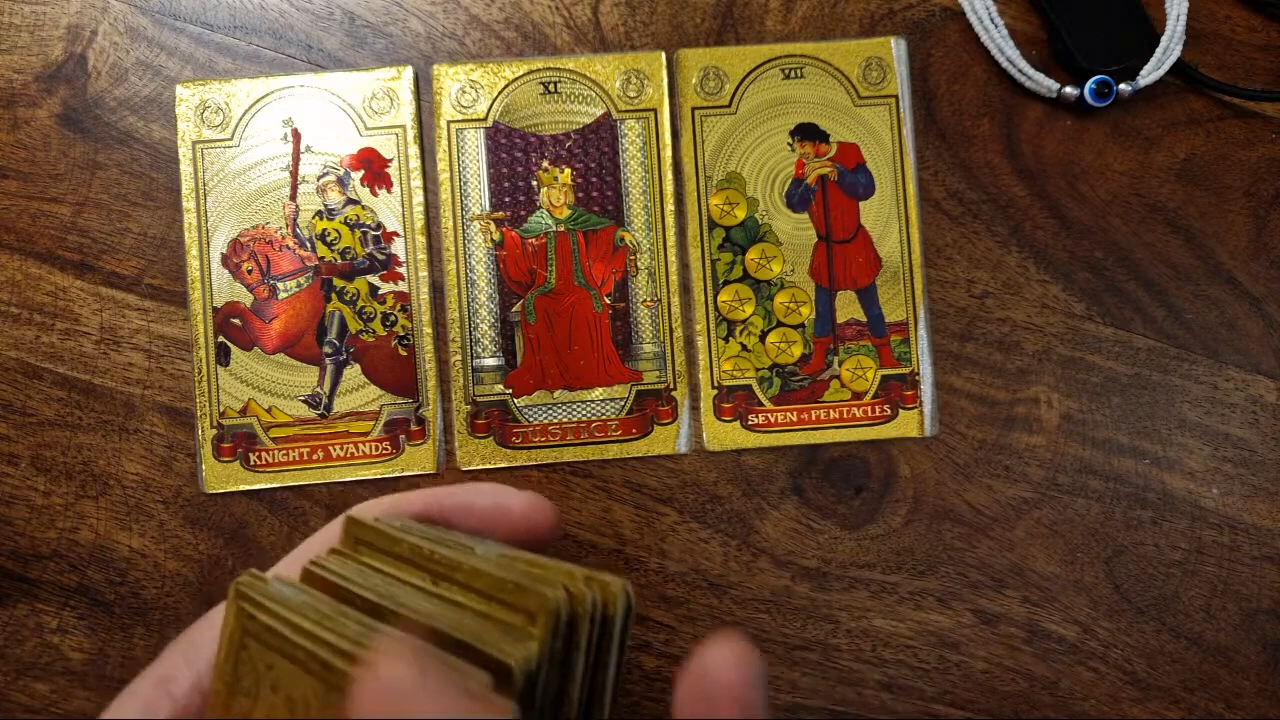 KNIGHT of WANDS.
XI
JUSTICE.
VII
SEVEN of PENTACLES